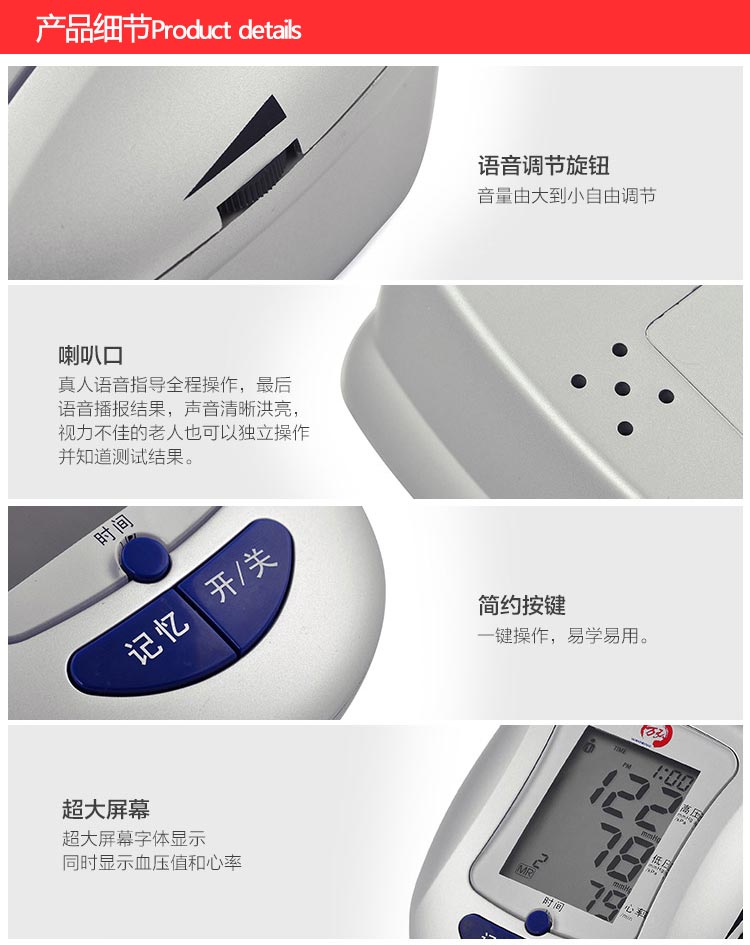 产品细节Product details
语音调节旋钮
音量由大到小自由调节
喇叭口
真人语音指导全程操作，最后
语音播报结果，声音清晰洪亮，
视力不佳的老人也可以独立操作
并知道测试结果。
时间
记忆
开/关
简约按键
一键操作，易学易用。
超大屏幕
超大屏幕字体显示
同时显示血压值和心率
TIME
PM 1:00
122
高压
mmHg
/kPa
mmHg
78
低压
/kPa
2
MR
mmHg
79
心率
/min
时间